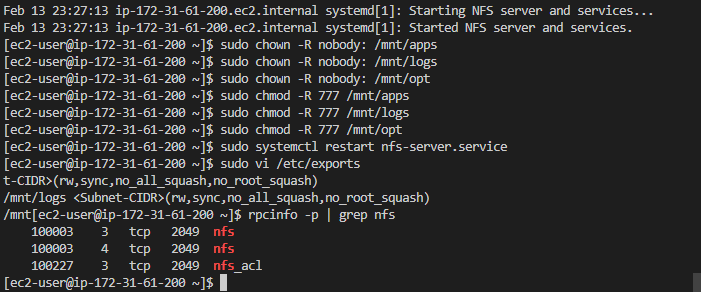 Feb 13 23:27:13 ip-172-31-61-200.ec2.internal systemd[1]: Starting NFS server and services...
Feb 13 23:27:13 ip-172-31-61-200.ec2.internal systemd[1]: Started NFS server and services.
[ec2-user@ip-172-31-61-200 ~]$ sudo chown -R nobody: /mnt/apps
[ec2-user@ip-172-31-61-200 ~]$ sudo chown -R nobody: /mnt/logs
[ec2-user@ip-172-31-61-200 ~]$ sudo chown -R nobody: /mnt/opt
[ec2-user@ip-172-31-61-200 ~]$ sudo chmod -R 777 /mnt/apps
[ec2-user@ip-172-31-61-200 ~]$ sudo chmod -R 777 /mnt/logs
[ec2-user@ip-172-31-61-200 ~]$ sudo chmod -R 777 /mnt/opt
[ec2-user@ip-172-31-61-200 ~]$ sudo systemctl restart nfs-server.service
[ec2-user@ip-172-31-61-200 ~]$ sudo vi /etc/exports
t-CIDR>(rw,sync,no_all_squash,no_root_squash)
/mnt/logs <Subnet-CIDR>(rw,sync,no_all_squash,no_root_squash)
/mnt[ec2-user@ip-172-31-61-200 ~]$ rpcinfo -p | grep nfs
    100003    3   tcp   2049  nfs
    100003    4   tcp   2049  nfs
    100227    3   tcp   2049  nfs_acl
[ec2-user@ip-172-31-61-200 ~]$